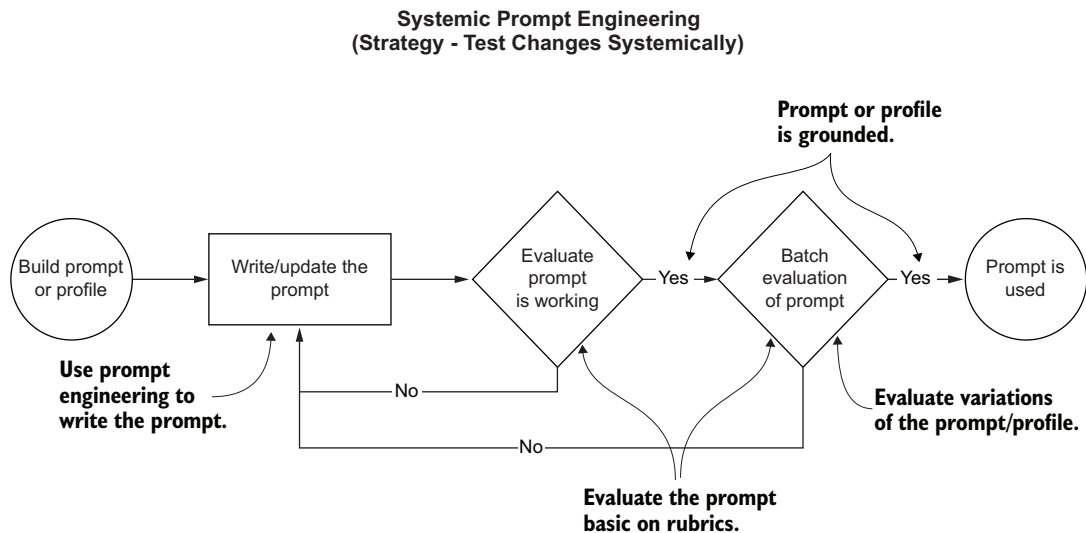 Systemic Prompt Engineering
(Strategy - Test Changes Systemically)
Prompt or profile
is grounded.
Build prompt
or profile
Write/update the
prompt
Evaluate
prompt
is working
Yes
Batch
evaluation
of prompt
Yes
Prompt is
used
Use prompt
engineering to
write the prompt.
No
Evaluate variations
of the prompt/profile.
No
Evaluate the prompt
basic on rubrics.